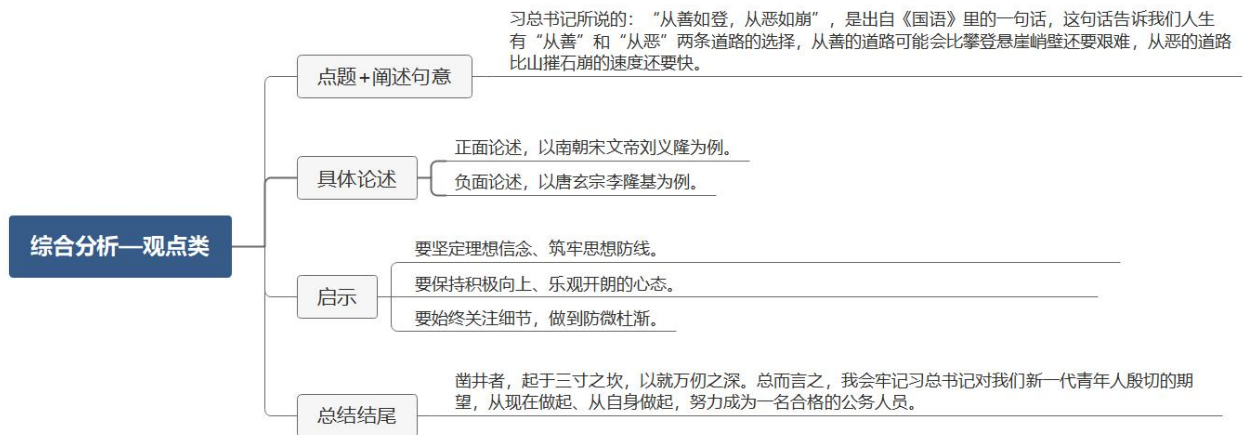 习总书记所说的：“从善如登，从恶如崩”，是出自《国语》里的一句话，这句话告诉我们人生
有“从善”和“从恶”两条道路的选择，从善的道路可能会比攀登悬崖峭壁还要艰难，从恶的道路
比山摧石崩的速度还要快。
点题+阐述句意
正面论述，以南朝宋文帝刘义隆为例。
具体论述
负面论述，以唐玄宗李隆基为例。
综合分析—观点类
要坚定理想信念、筑牢思想防线。
要保持积极向上、乐观开朗的心态。
启示
要始终关注细节，做到防微杜渐。
凿井者，起于三寸之坎，以就万仞之深。总而言之，我会牢记习总书记对我们新一代青年人殷切的期
望，从现在做起、从自身做起，努力成为一名合格的公务人员。
总结结尾